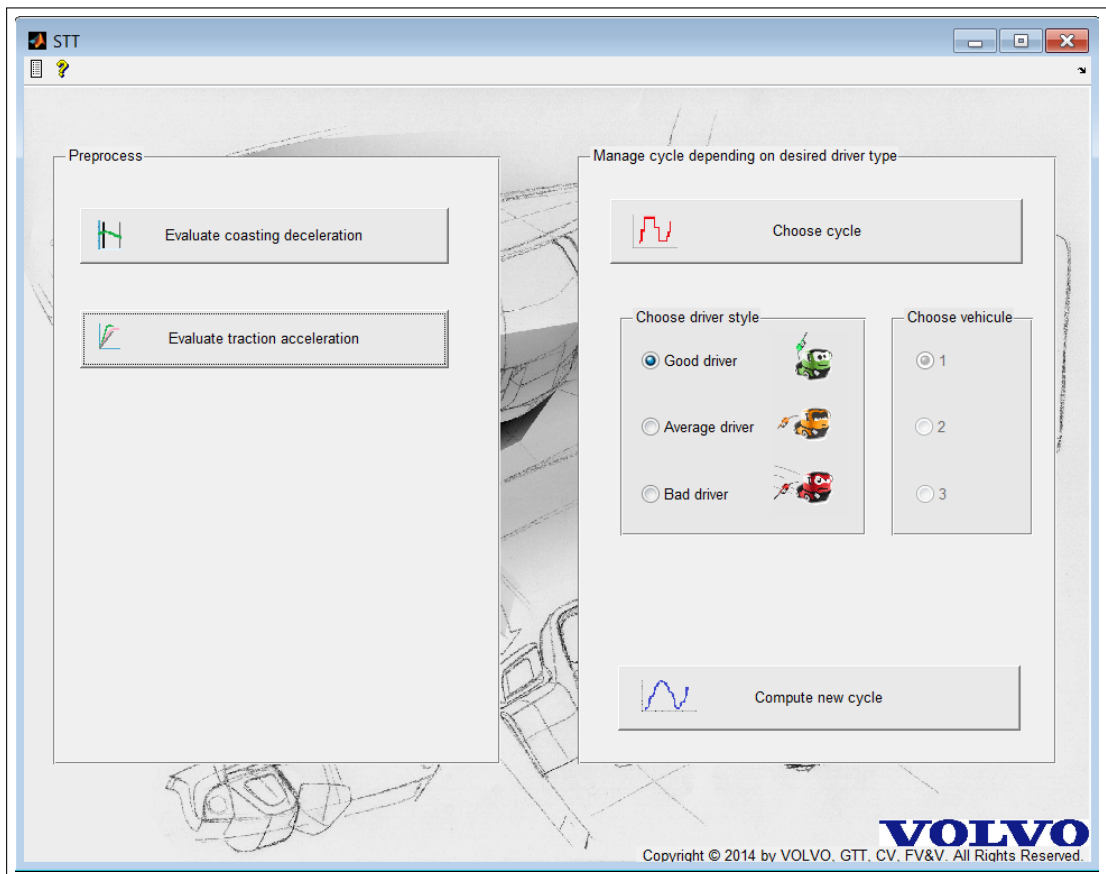 STT
Preprocess
Evaluate coasting deceleration
Evaluate traction acceleration
Manage cycle depending on desired driver type
Choose cycle
Choose driver style
Good driver
Average driver
Bad driver
Choose vehicule
1
2
3
Compute new cycle
VOLVO
Copyright © 2014 by VOLVO, GTT, CV, FV&V. All Rights Reserved.